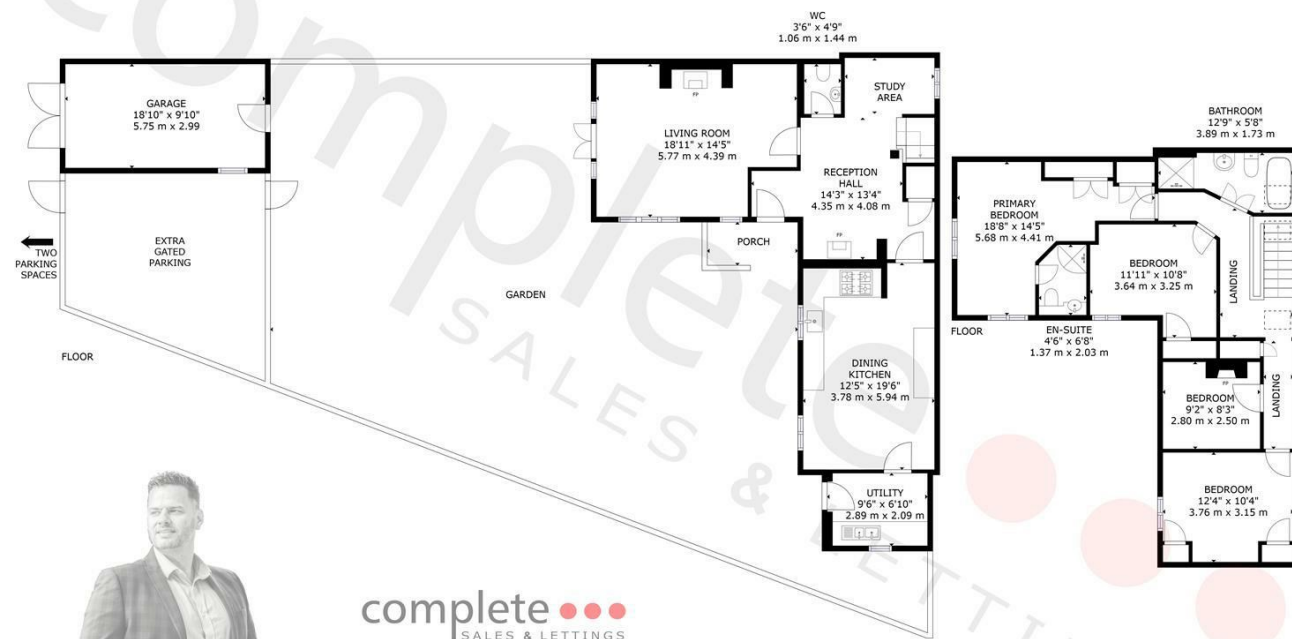 WC
3'6" x 4'9"
1.06 m x 1.44 m
GARAGE
18'10" x 9'10"
5.75 m x 2.99
STUDY
AREA
FP
LIVING ROOM
18'11" x 14'5"
5.77 m x 4.39 m
RECEPTION
HALL
14'3" x 13'4"
4.35 m x 4.08 m
FP
PORCH
TWO
PARKING
SPACES
EXTRA
GATED
PARKING
GARDEN
FLOOR
DINING
KITCHEN
12'5" x 19'6"
3.78 m x 5.94 m
UTILITY
9'6" x 6'10"
2.89 m x 2.09 m
BATHROOM
12'9" x 5'8"
3.89 m x 1.73 m
PRIMARY
BEDROOM
18'8" x 14'5"
5.68 m x 4.41 m
BEDROOM
11'11" x 10'8"
3.64 m x 3.25 m
LANDING
FLOOR
EN-SUITE
4'6" x 6'8"
1.37 m x 2.03 m
FP
BEDROOM
9'2" x 8'3"
2.80 m x 2.50 m
LANDING
BEDROOM
12'4" x 10'4"
3.76 m x 3.15 m
complete
SALES & LETTINGS
complete
SALES & LETTI